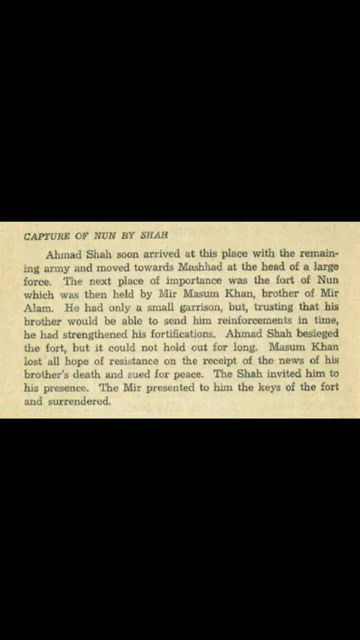 CAPTURE OF NUN BY SHAH
Ahmad Shah soon arrived at this place with the remain-
ing army and moved towards Mashhad at the head of a large
force. The next place of importance was the fort of Nun
which was then held by Mir Masum Khan, brother of Mir
Alam. He had only a small garrison, but, trusting that his
brother would be able to send him reinforcements in time,
he had strengthened his fortifications. Ahmad Shah besieged
the fort, but it could not hold out for long. Masum Khan
lost all hope of resistance on the receipt of the news of his
brother's death and sued for peace. The Shah invited him to
his presence. The Mir presented to him the keys of the fort
and surrendered.